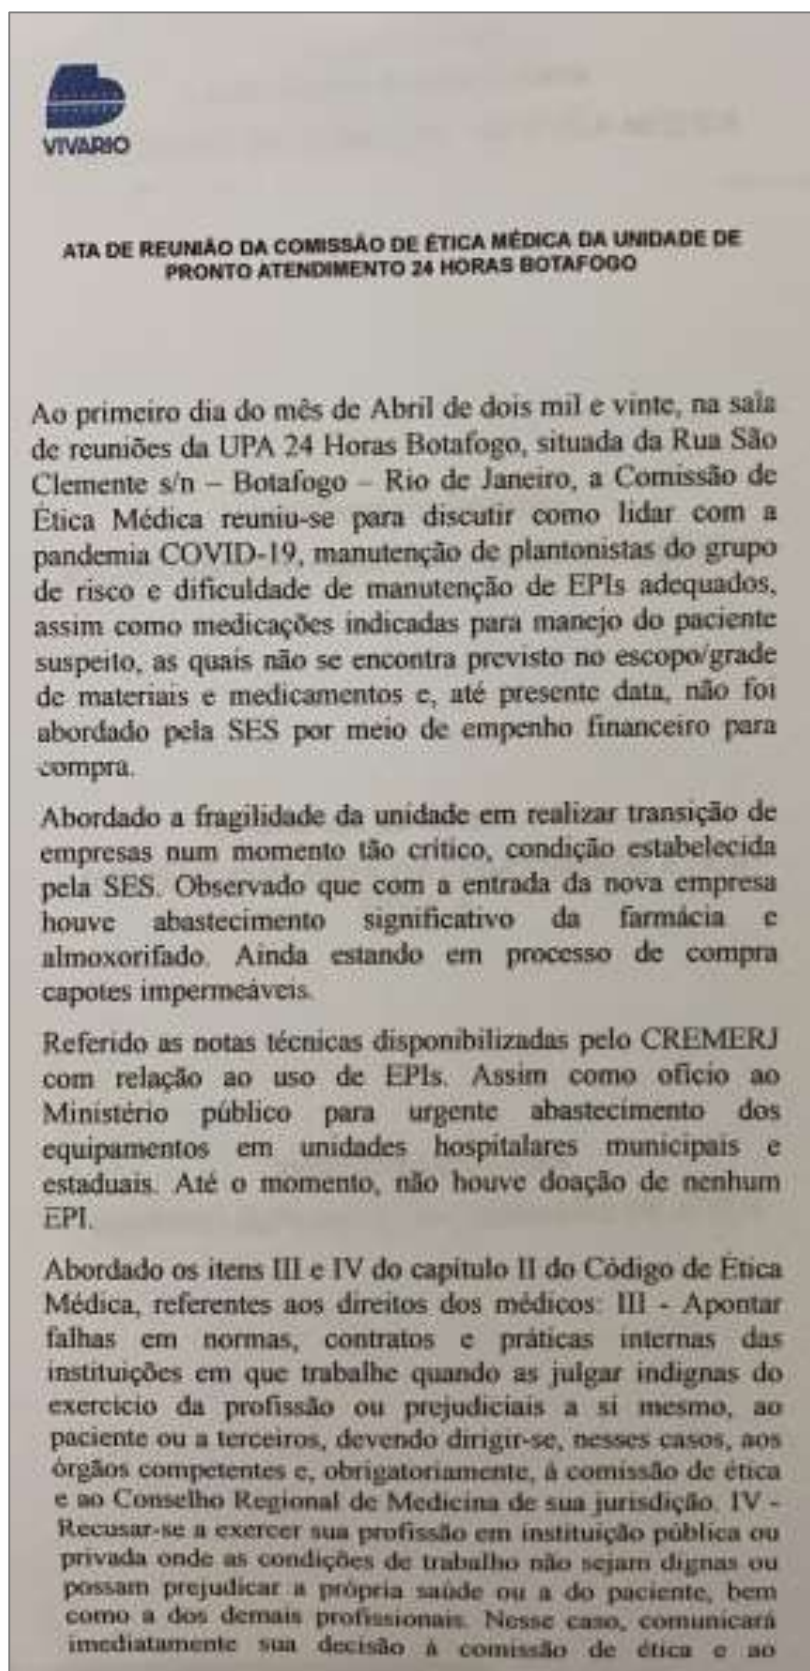 VIVARIO
ATA DE REUNIÃO DA COMISSÃO DE ÉTICA MÉDICA DA UNIDADE DE
PRONTO ATENDIMENTO 24 HORAS BOTAFOGO
Ao primeiro dia do mês de Abril de dois mil e vinte, na sala
de reuniões da UPA 24 Horas Botafogo, situada da Rua São
Clemente s/n – Botafogo – Rio de Janeiro, a Comissão de
Ética Médica reuniu-se para discutir como lidar com a
pandemia COVID-19, manutenção de plantonistas do grupo
de risco e dificuldade de manutenção de EPIs adequados,
assim como medicações indicadas para manejo do paciente
suspeito, as quais não se encontra previsto no escopo/grade
de materiais e medicamentos e, até presente data, não foi
abordado pela SES por meio de empenho financeiro para
compra.
Abordado a fragilidade da unidade em realizar transição de
empresas num momento tão crítico, condição estabelecida
pela SES. Observado que com a entrada da nova empresa
houve abastecimento significativo da farmácia e
almoxorifado. Ainda estando em processo de compra
capotes impermeáveis.
Referido as notas técnicas disponibilizadas pelo CREMERJ
com relação ao uso de EPIs. Assim como ofício ao
Ministério público para urgente abastecimento dos
equipamentos em unidades hospitalares municipais e
estaduais. Até o momento, não houve doação de nenhum
EPI.
Abordado os itens III e IV do capítulo II do Código de Ética
Médica, referentes aos direitos dos médicos: III - Apontar
falhas em normas, contratos e práticas internas das
instituições em que trabalhe quando as julgar indignas do
exercício da profissão ou prejudiciais a si mesmo, ao
paciente ou a terceiros, devendo dirigir-se, nesses casos, aos
órgãos competentes e, obrigatoriamente, à comissão de ética
e ao Conselho Regional de Medicina de sua jurisdição. IV -
Recusar-se a exercer sua profissão em instituição pública ou
privada onde as condições de trabalho não sejam dignas ou
possam prejudicar a própria saúde ou a do paciente, bem
como a dos demais profissionais. Nesse caso, comunicará
imediatamente sua decisão à comissão de ética e ao